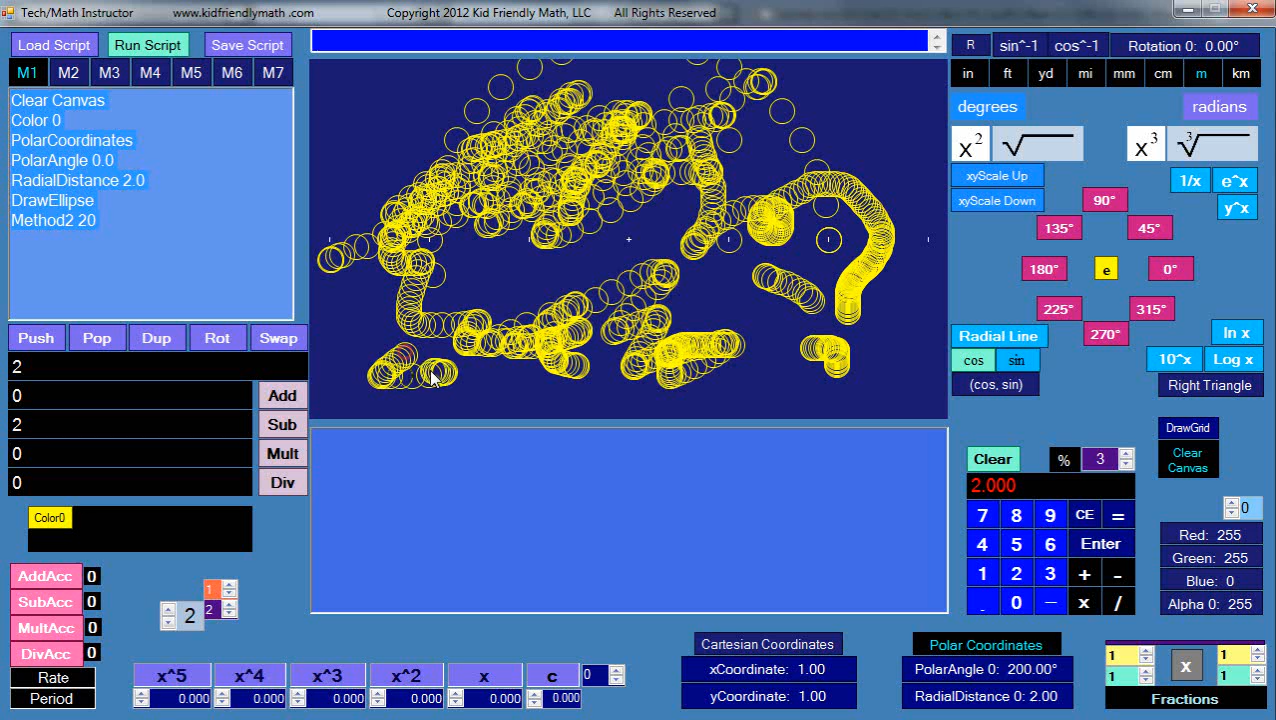 Tech/Math Instructor www.kidfriendlymath .com Copyright 2012 Kid Friendly Math, LLC All Rights Reserved
Load Script Run Script Save Script
M1 M2 M3 M4 M5 M6 M7
Clear Canvas
Color 0
PolarCoordinates
PolarAngle 0.0
RadialDistance 2.0
DrawEllipse
Method2 20
Push Pop Dup Rot Swap
2
0 Add
2 Sub
0 Mult
0 Div
Color0
AddAcc 0
SubAcc 0
MultAcc 0
DivAcc 0
Rate
Period
2 1
2
x^5 x^4 x^3 x^2 x c 0
0.000 0.000 0.000 0.000 0.000 0.000
R sin^-1 cos^-1 Rotation 0: 0.00°
in ft yd mi mm cm m km
degrees radians
x2 √ x3 3√
xyScale Up 1/x e^x
xyScale Down y^x
90°
135° 45°
180° e 0°
225° 315°
270°
Radial Line ln x
cos sin 10^x Log x
(cos, sin) Right Triangle
DrawGrid
Clear % 3 Clear Canvas
2.000
7 8 9 CE =
4 5 6 Enter
1 2 3 + -
. 0 – x /
0
Red: 255
Green: 255
Blue: 0
Alpha 0: 255
Cartesian Coordinates
xCoordinate: 1.00
yCoordinate: 1.00
Polar Coordinates
PolarAngle 0: 200.00°
RadialDistance 0: 2.00
1 x 1
1 1
Fractions